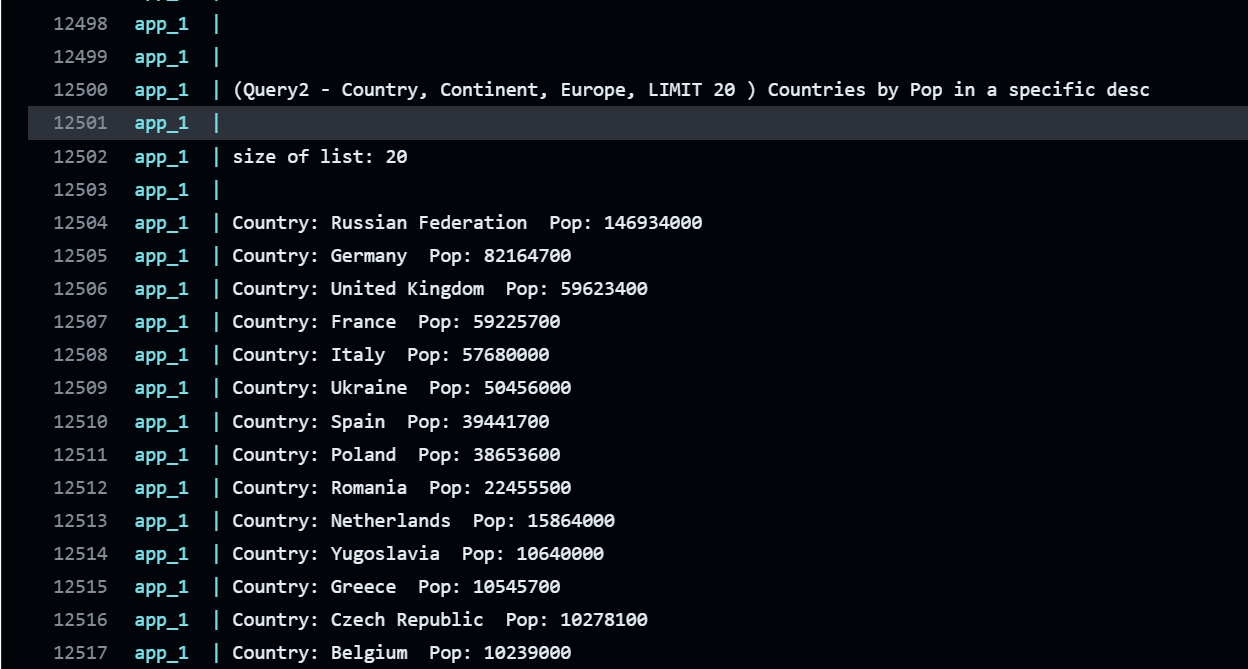 12498 app_1 |
12499 app_1 |
12500 app_1 | (Query2 - Country, Continent, Europe, LIMIT 20 ) Countries by Pop in a specific desc
12501 app_1 |
12502 app_1 | size of list: 20
12503 app_1 |
12504 app_1 | Country: Russian Federation  Pop: 146934000
12505 app_1 | Country: Germany  Pop: 82164700
12506 app_1 | Country: United Kingdom  Pop: 59623400
12507 app_1 | Country: France  Pop: 59225700
12508 app_1 | Country: Italy  Pop: 57680000
12509 app_1 | Country: Ukraine  Pop: 50456000
12510 app_1 | Country: Spain  Pop: 39441700
12511 app_1 | Country: Poland  Pop: 38653600
12512 app_1 | Country: Romania  Pop: 22455500
12513 app_1 | Country: Netherlands  Pop: 15864000
12514 app_1 | Country: Yugoslavia  Pop: 10640000
12515 app_1 | Country: Greece  Pop: 10545700
12516 app_1 | Country: Czech Republic  Pop: 10278100
12517 app_1 | Country: Belgium  Pop: 10239000